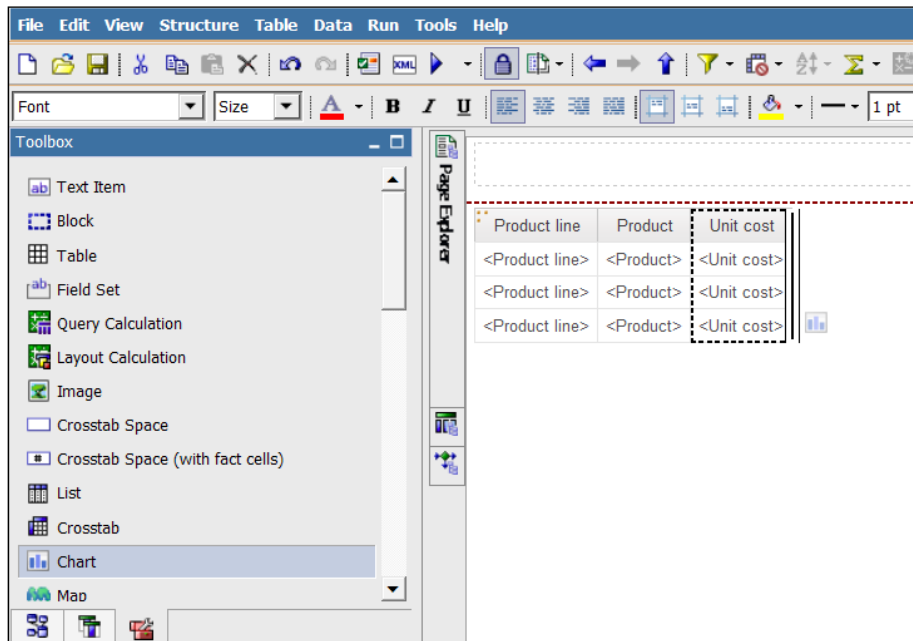 File Edit View Structure Table Data Run Tools Help
XML
Font Size A B I U 1 pt
Toolbox
ab Text Item
Block
Table
ab Field Set
Query Calculation
Layout Calculation
Image
Crosstab Space
# Crosstab Space (with fact cells)
List
Crosstab
Chart
Map
Page Explorer
Product line Product Unit cost
<Product line> <Product> <Unit cost>
<Product line> <Product> <Unit cost>
<Product line> <Product> <Unit cost>